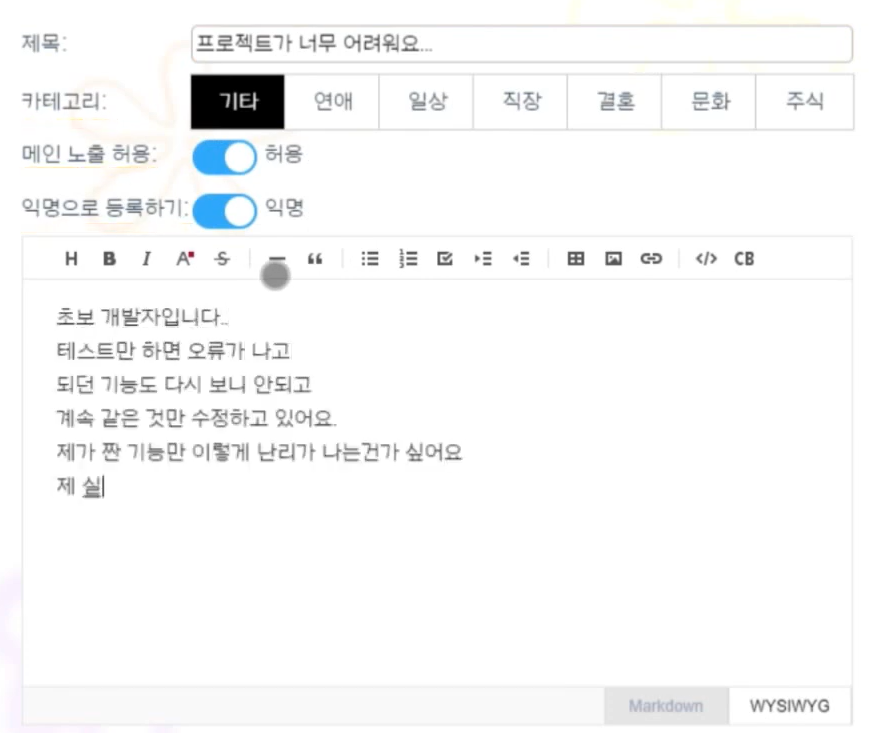 제목: 프로젝트가 너무 어려워요...
카테고리: 기타 연애 일상 직장 결혼 문화 주식
메인 노출 허용: 허용
익명으로 등록하기: 익명
H B I A S “ </> CB
초보 개발자입니다..
테스트만 하면 오류가 나고
되던 기능도 다시 보니 안되고
계속 같은 것만 수정하고 있어요.
제가 짠 기능만 이렇게 난리가 나는건가 싶어요
제 실
Markdown WYSIWYG